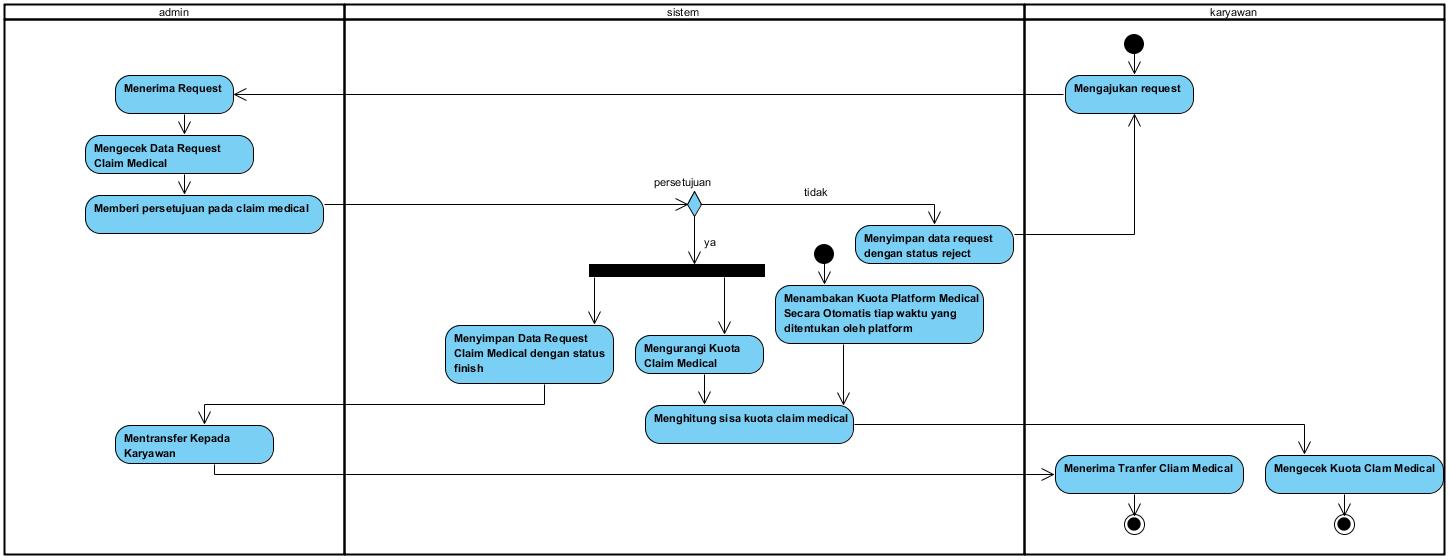 admin
sistem
karyawan
Menerima Request
Mengajukan request
Mengecek Data Request
Claim Medical
Memberi persetujuan pada claim medical
persetujuan
tidak
ya
Menyimpan data request
dengan status reject
Menambakan Kuota Platform Medical
Secara Otomatis tiap waktu yang
ditentukan oleh platform
Menyimpan Data Request
Claim Medical dengan status
finish
Mengurangi Kuota
Claim Medical
Menghitung sisa kuota claim medical
Mentransfer Kepada
Karyawan
Menerima Tranfer Cliam Medical
Mengecek Kuota Clam Medical